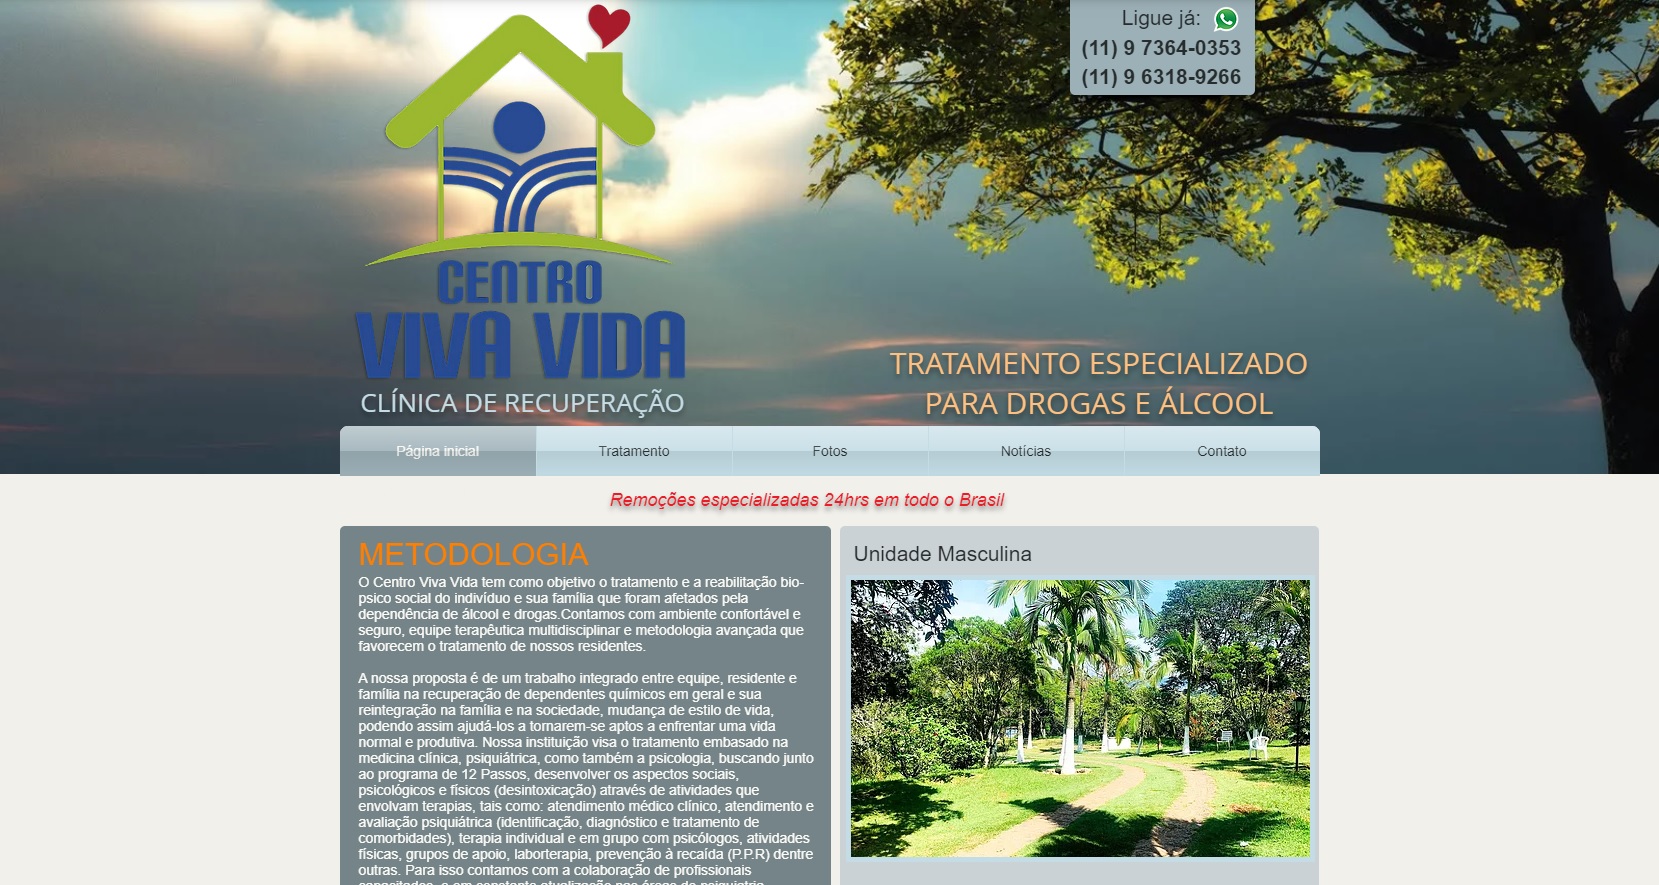 Ligue já:
(11) 9 7364-0353
(11) 9 6318-9266
CENTRO
VIVA VIDA
CLÍNICA DE RECUPERAÇÃO
TRATAMENTO ESPECIALIZADO
PARA DROGAS E ÁLCOOL
Página inicial
Tratamento
Fotos
Notícias
Contato
Remoções especializadas 24hrs em todo o Brasil
METODOLOGIA
O Centro Viva Vida tem como objetivo o tratamento e a reabilitação bio-
psico social do indivíduo e sua família que foram afetados pela
dependência de álcool e drogas.Contamos com ambiente confortável e
seguro, equipe terapêutica multidisciplinar e metodologia avançada que
favorecem o tratamento de nossos residentes.
A nossa proposta é de um trabalho integrado entre equipe, residente e
família na recuperação de dependentes químicos em geral e sua
reintegração na família e na sociedade, mudança de estilo de vida,
podendo assim ajudá-los a tornarem-se aptos a enfrentar uma vida
normal e produtiva. Nossa instituição visa o tratamento embasado na
medicina clínica, psiquiátrica, como também a psicologia, buscando junto
ao programa de 12 Passos, desenvolver os aspectos sociais,
psicológicos e físicos (desintoxicação) através de atividades que
envolvam terapias, tais como: atendimento médico clínico, atendimento e
avaliação psiquiátrica (identificação, diagnóstico e tratamento de
comorbidades), terapia individual e em grupo com psicólogos, atividades
físicas, grupos de apoio, laborterapia, prevenção à recaída (P.P.R) dentre
outras. Para isso contamos com a colaboração de profissionais
Unidade Masculina